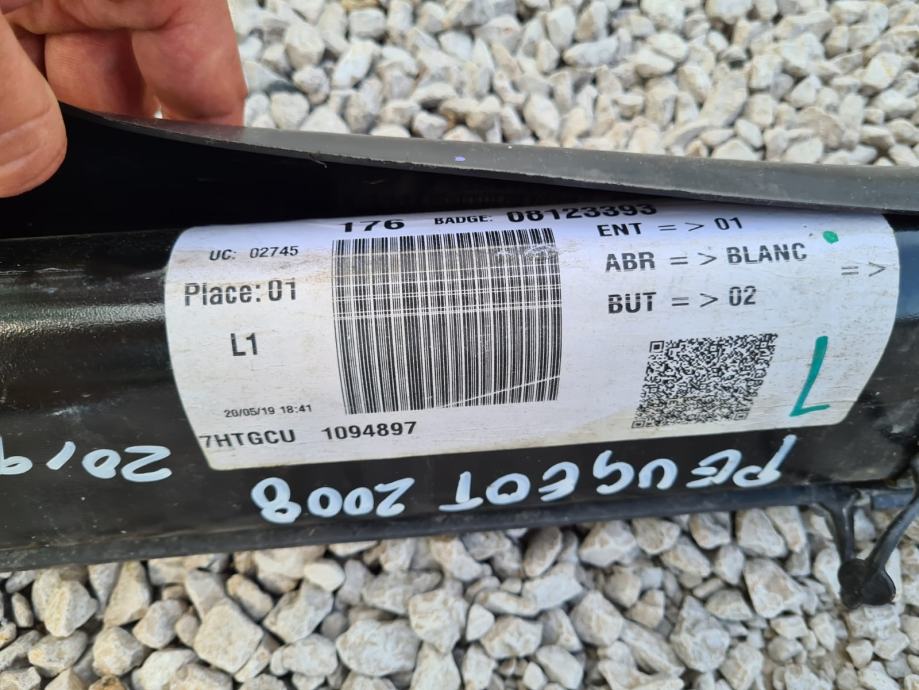 176 BADGE: 08123393
UC: 02745
Place: 01
L1
20/05/19 18:41
7HTGCU 1094897
ENT = > 01
ABR = > BLANC
BUT = > 02
= >
L
PEUGEOT 2008
2019